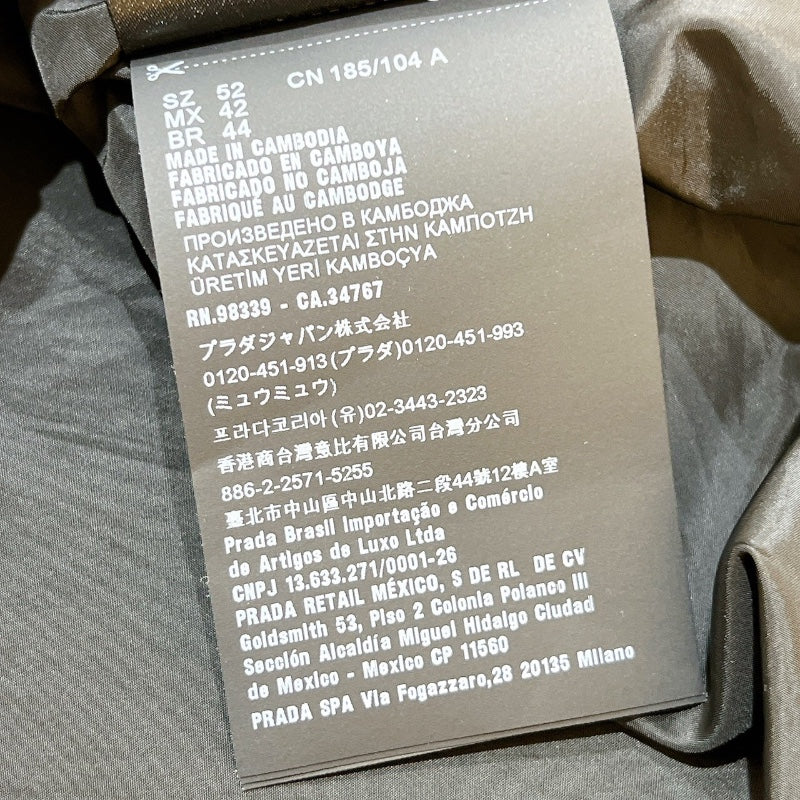 CN 185/104 A
SZ 52
MX 42
BR 44
MADE IN CAMBODIA
FABRICADO EN CAMBOYA
FABRICADO NO CAMBOJA
FABRIQUÉ AU CAMBODGE
ПРОИЗВЕДЕНО В КАМБОДЖА
ΚΑΤΑΣΚΕΥΑΖΕΤΑΙ ΣΤΗΝ ΚΑΜΠΟΤΖΗ
ÜRETİM YERİ KAMBOÇYA
RN.98339 - CA.34767
プラダジャパン株式会社
0120-451-913(プラダ)0120-451-993
(ミュウミュウ)
프라다코리아(유)02-3443-2323
香港商台灣意比有限公司台灣分公司
886-2-2571-5255
臺北市中山區中山北路二段44號12樓A室
Prada Brasil Importação e Comércio
de Artigos de Luxo Ltda
CNPJ 13.633.271/0001-26
PRADA RETAIL MÉXICO, S DE RL DE CV
Goldsmith 53, Piso 2 Colonia Polanco III
Sección Alcaldía Miguel Hidalgo Ciudad
de Mexico - Mexico CP 11560
PRADA SPA Via Fogazzaro,28 20135 Milano